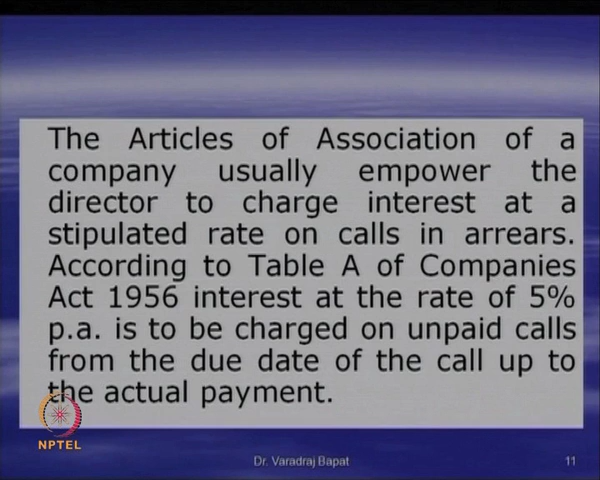 The Articles of Association of a
company usually empower the
director to charge interest at a
stipulated rate on calls in arrears.
According to Table A of Companies
Act 1956 interest at the rate of 5%
p.a. is to be charged on unpaid calls
from the due date of the call up to
the actual payment.
NPTEL
Dr. Varadraj Bapat
11